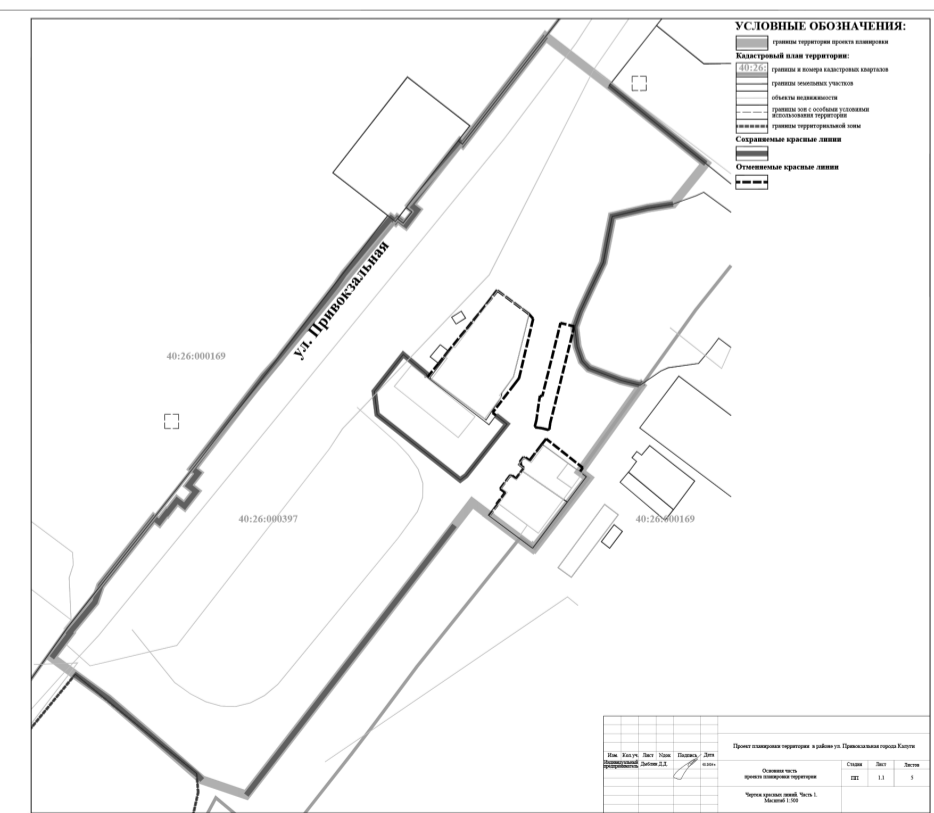 УСЛОВНЫЕ ОБОЗНАЧЕНИЯ:
границы территории проекта планировки
Кадастровый план территории:
40:26:
границы и номера кадастровых кварталов
границы земельных участков
объекты недвижимости
границы зон с особыми условиями
использования территории
границы территориальной зоны
Сохраняемые красные линии
Отменяемые красные линии
ул. Привокзальная
40:26:000169
40:26:000397
40:26:000169
Изм. Кол.уч. Лист №док Подпись Дата
Индивидуальный
предприниматель
Проект планировки территории в районе ул. Привокзальная города Калуги
Основная часть
проекта планировки территории
Стадия Лист Листов
ПП 1.1 5
Чертеж красных линий. Часть 1.
Масштаб 1:500